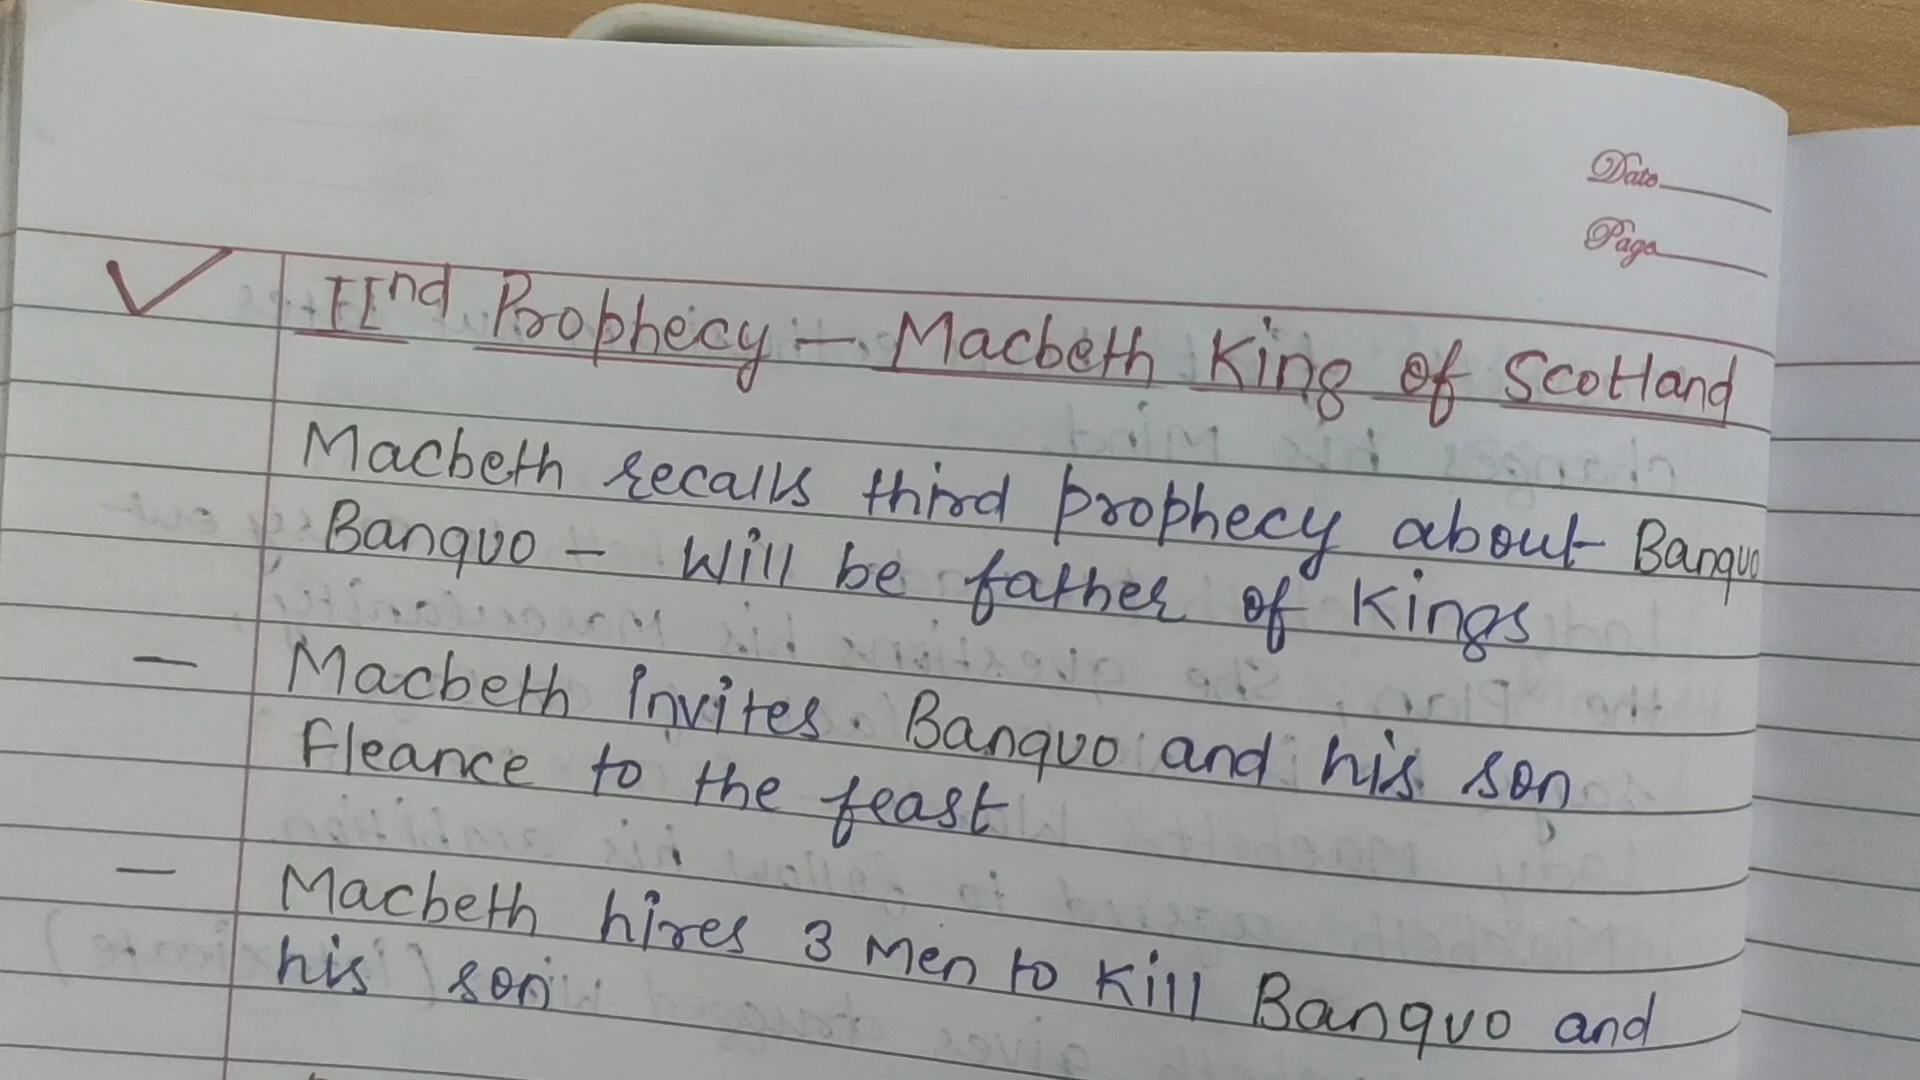 Date
Page
IInd Prophecy - Macbeth King of Scotland
Macbeth recalls third prophecy about Banquo
Banquo - Will be father of Kings
- Macbeth invites Banquo and his son
Fleance to the feast
- Macbeth hires 3 Men to Kill Banquo and
his son